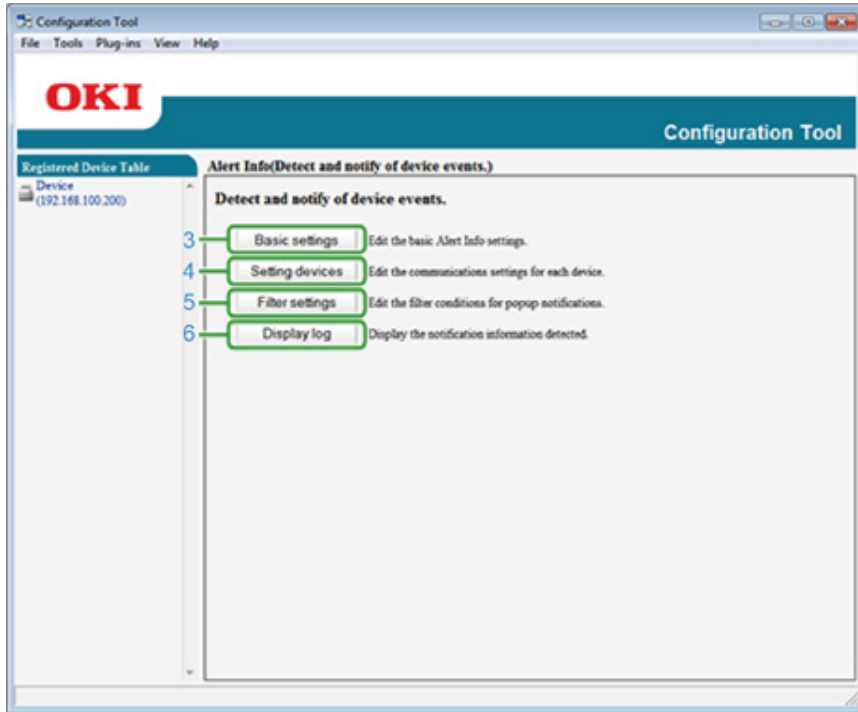 Configuration Tool
File Tools Plug-ins View Help
OKI
Configuration Tool
Registered Device Table
Alert Info(Detect and notify of device events.)
Device
(192.168.100.200)
Detect and notify of device events.
3 Basic settings Edit the basic Alert Info settings.
4 Setting devices Edit the communications settings for each device.
5 Filter settings Edit the filter conditions for popup notifications.
6 Display log Display the notification information detected.